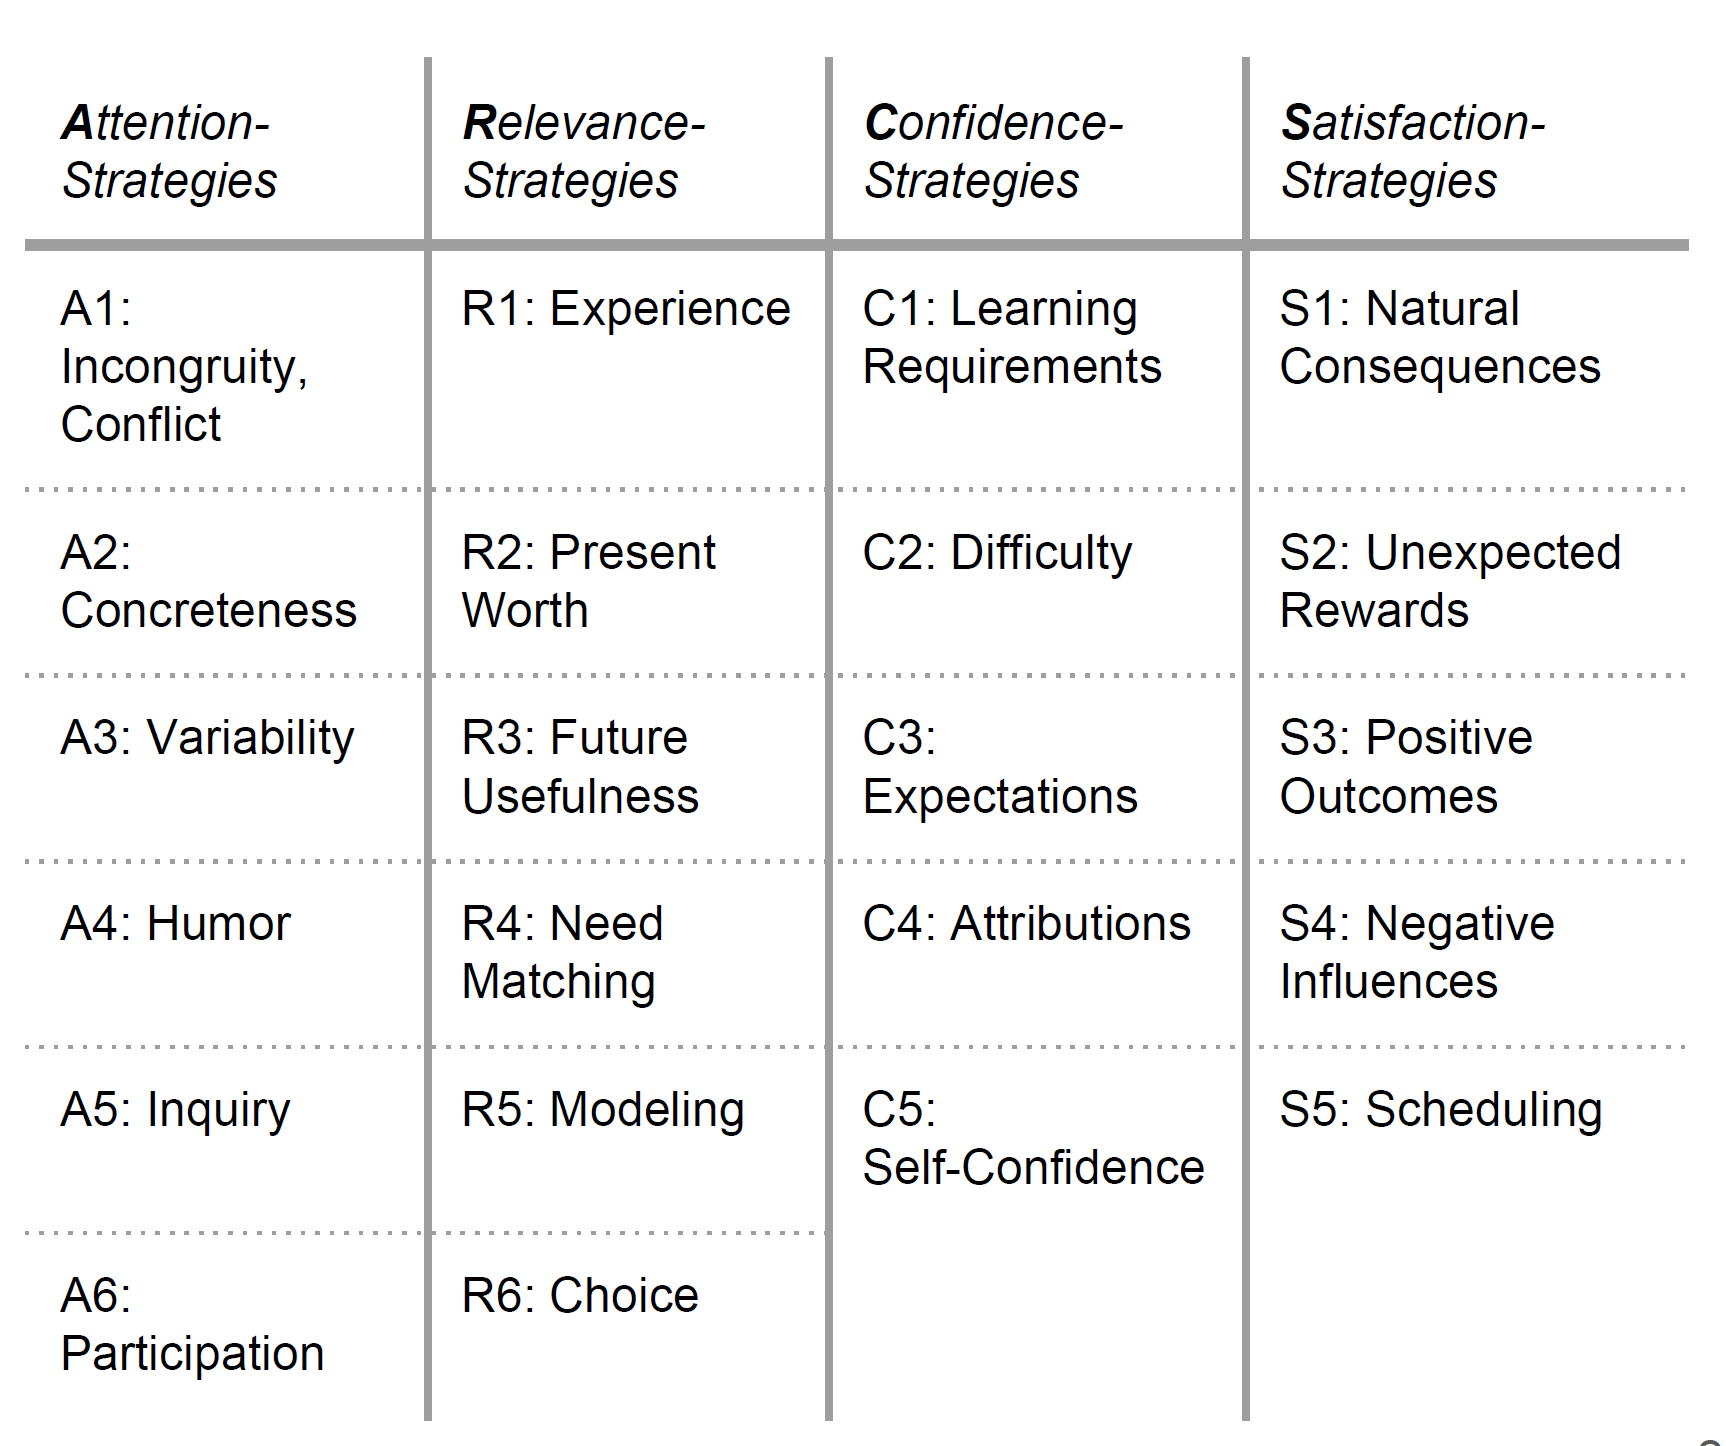 Attention-
Strategies
Relevance-
Strategies
Confidence-
Strategies
Satisfaction-
Strategies
A1:
Incongruity,
Conflict
R1: Experience
C1: Learning
Requirements
S1: Natural
Consequences
A2:
Concreteness
R2: Present
Worth
C2: Difficulty
S2: Unexpected
Rewards
A3: Variability
R3: Future
Usefulness
C3:
Expectations
S3: Positive
Outcomes
A4: Humor
R4: Need
Matching
C4: Attributions
S4: Negative
Influences
A5: Inquiry
R5: Modeling
C5:
Self-Confidence
S5: Scheduling
A6:
Participation
R6: Choice